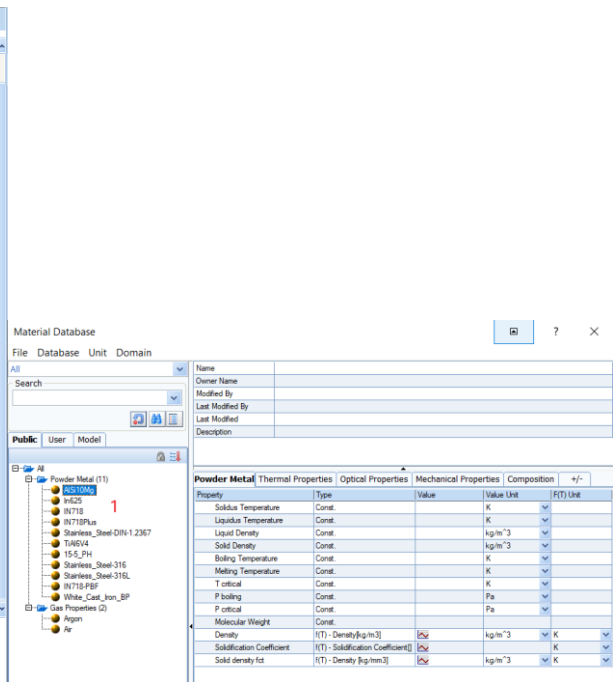 Material Database
?
File Database Unit Domain
All
Search
Public User Model
All
Powder Metal (11)
AlSi10Mg
In625
IN718
1
IN718Plus
Stainless_Steel-DIN-1.2367
TiAl6V4
15-5_PH
Stainless_Steel-316
Stainless_Steel-316L
IN718-PBF
White_Cast_Iron_BP
Gas Properties (2)
Argon
Air
Name
Owner Name
Modified By
Last Modified By
Last Modified
Description
Powder Metal Thermal Properties Optical Properties Mechanical Properties Composition +/-
Property Type Value Value Unit F(T) Unit
Solidus Temperature Const. K
Liquidus Temperature Const. K
Liquid Density Const. kg/m^3
Solid Density Const. kg/m^3
Boiling Temperature Const. K
Melting Temperature Const. K
T critical Const. K
P boiling Const. Pa
P critical Const. Pa
Molecular Weight Const.
Density f(T) - Density[kg/m3] kg/m^3 K
Solidification Coefficient f(T) - Solidification Coefficient[] K
Solid density fct f(T) - Density [kg/mm3] kg/m^3 K